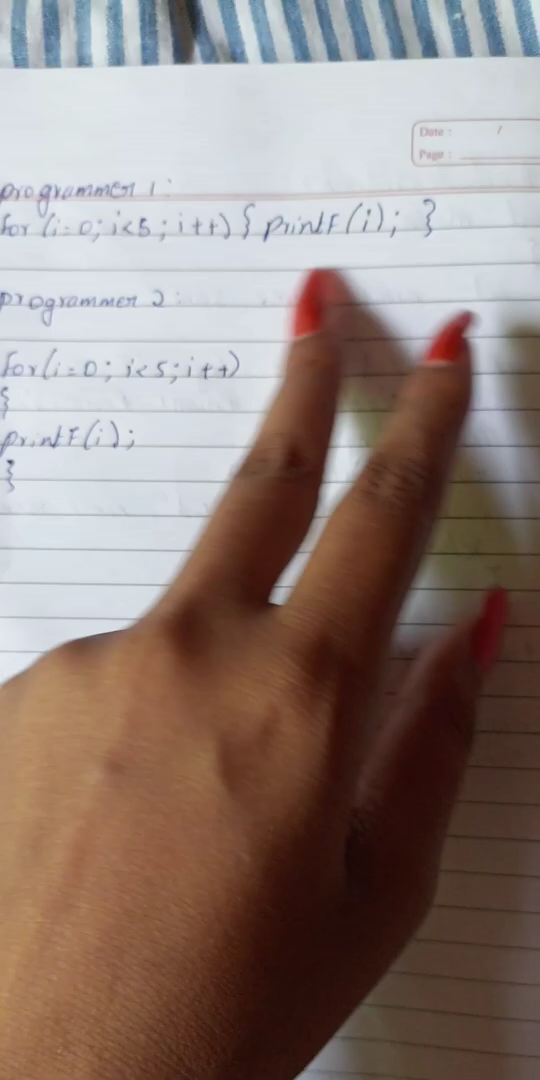 Date : /
Page :
programmer 1 :
for (i=0; i<5 ; i++) { printf(i); }
programmer 2 :
for(i=0; i<5; i++)
{
printf(i);
}